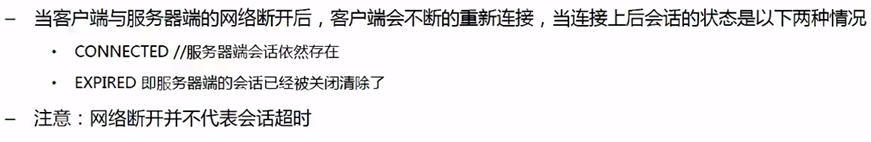 – 当客户端与服务器端的网络断开后，客户端会不断的重新连接，当连接上后会话的状态是以下两种情况
• CONNECTED //服务器端会话依然存在
• EXPIRED 即服务器端的会话已经被关闭清除了
– 注意：网络断开并不代表会话超时